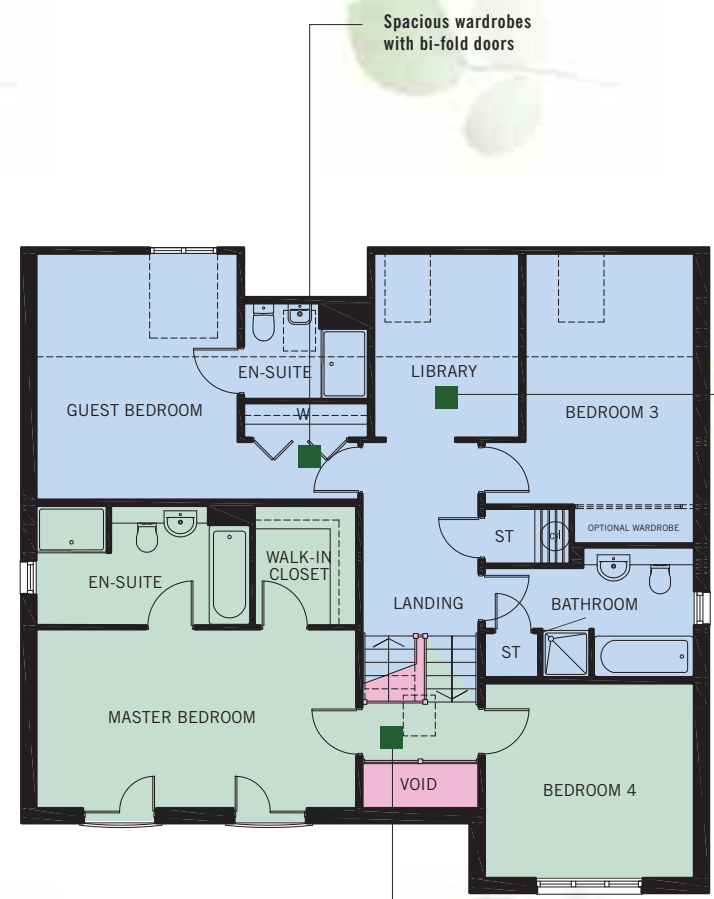 Spacious wardrobes
with bi-fold doors
EN-SUITE
LIBRARY
W
GUEST BEDROOM
BEDROOM 3
OPTIONAL WARDROBE
ST
cyl
WALK-IN
CLOSET
EN-SUITE
LANDING
BATHROOM
ST
MASTER BEDROOM
VOID
BEDROOM 4